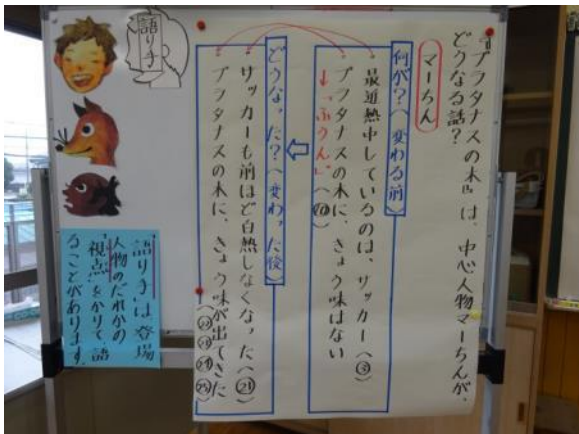 『プラタナスの木』は、中心人物マーちんが、
どうなる話?
マーちん
何が?(変わる前)
最近熱中しているのは、サッカー(③)
プラタナスの木に、きょう味はない
↓「ふうん。」
どうなった?(変わった後)
サッカーも前ほど白熱しなくなった(㉑)
プラタナスの木に、きょう味が出てきた
語り手
「語り手」は登場
人物のだれかの
「視点」をかりて、語
ることがあります。